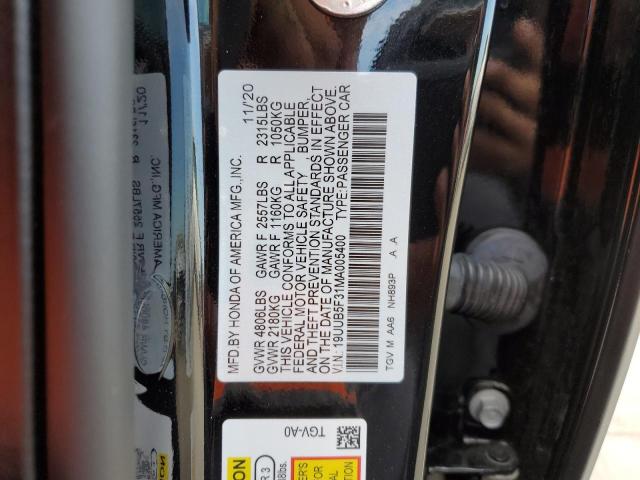 MFD.BY HONDA OF AMERICA MFG.,INC. 11/20
GVWR 4806LBS GAWR F 2557LBS R 2315LBS
GVWR 2180KG GAWR F 1160KG R 1050KG
THIS VEHICLE CONFORMS TO ALL APPLICABLE
FEDERAL MOTOR VEHICLE SAFETY , BUMPER,
AND THEFT PREVENTION STANDARDS IN EFFECT
ON THE DATE OF MANUFACTURE SHOWN ABOVE.
V.I.N.: 19UUB5F31MA005400 TYPE:PASSENGER CAR
TGV M AA6 NH893P A A
TGV-A0